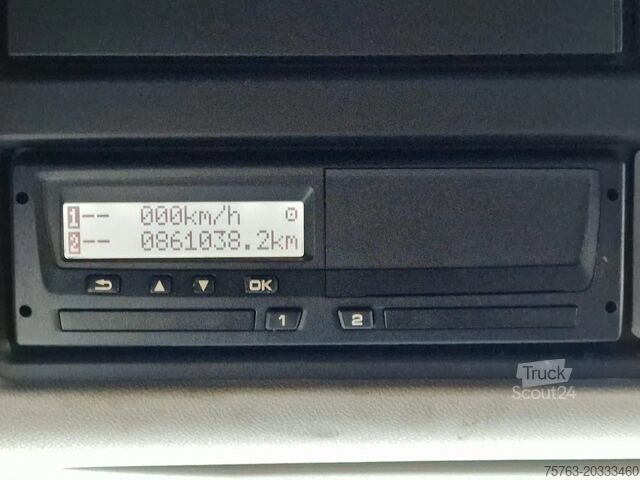 1 -- 000km/h
2 -- 0861038.2km
OK
1 2
Truck
Scout24
75763-20333460